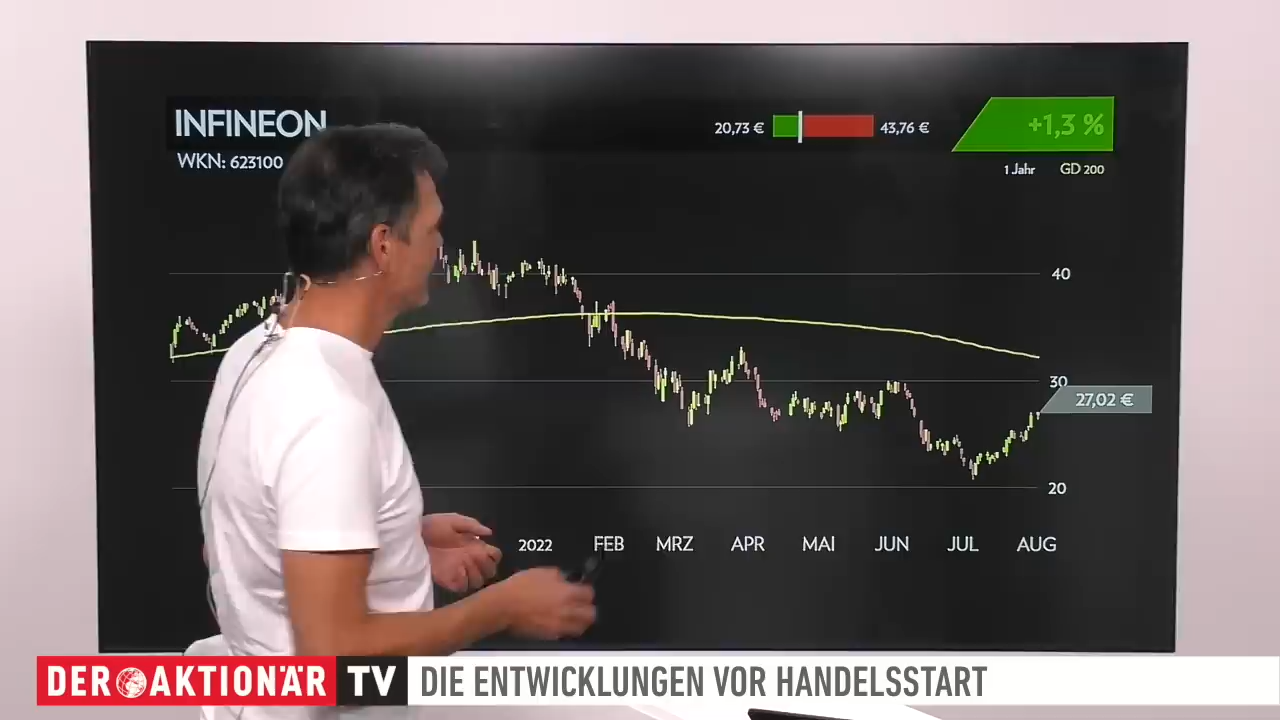 INFINEON
WKN: 623100
20,73 €
43,76 €
+1,3 %
1 Jahr GD 200
40
30
27,02 €
20
2022 FEB MRZ APR MAI JUN JUL AUG
DER AKTIONÄR TV DIE ENTWICKLUNGEN VOR HANDELSSTART